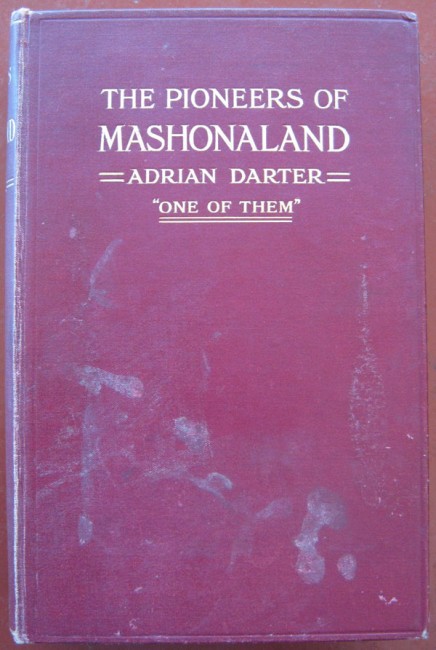 THE PIONEERS OF
MASHONALAND
ADRIAN DARTER
"ONE OF THEM"